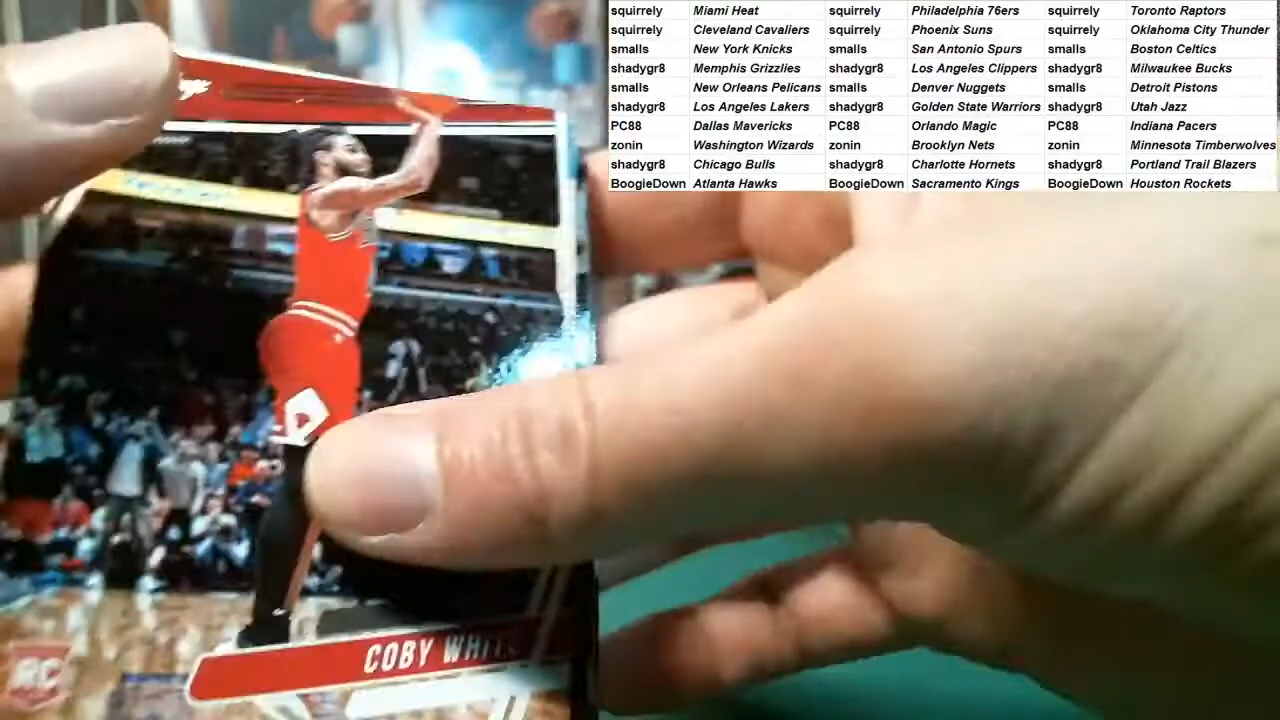 squirrely Miami Heat squirrely Philadelphia 76ers squirrely Toronto Raptors
squirrely Cleveland Cavaliers squirrely Phoenix Suns squirrely Oklahoma City Thunder
smalls New York Knicks smalls San Antonio Spurs smalls Boston Celtics
shadygr8 Memphis Grizzlies shadygr8 Los Angeles Clippers shadygr8 Milwaukee Bucks
smalls New Orleans Pelicans smalls Denver Nuggets smalls Detroit Pistons
shadygr8 Los Angeles Lakers shadygr8 Golden State Warriors shadygr8 Utah Jazz
PC88 Dallas Mavericks PC88 Orlando Magic PC88 Indiana Pacers
zonin Washington Wizards zonin Brooklyn Nets zonin Minnesota Timberwolves
shadygr8 Chicago Bulls shadygr8 Charlotte Hornets shadygr8 Portland Trail Blazers
BoogieDown Atlanta Hawks BoogieDown Sacramento Kings BoogieDown Houston Rockets
COBY WHITE
RC